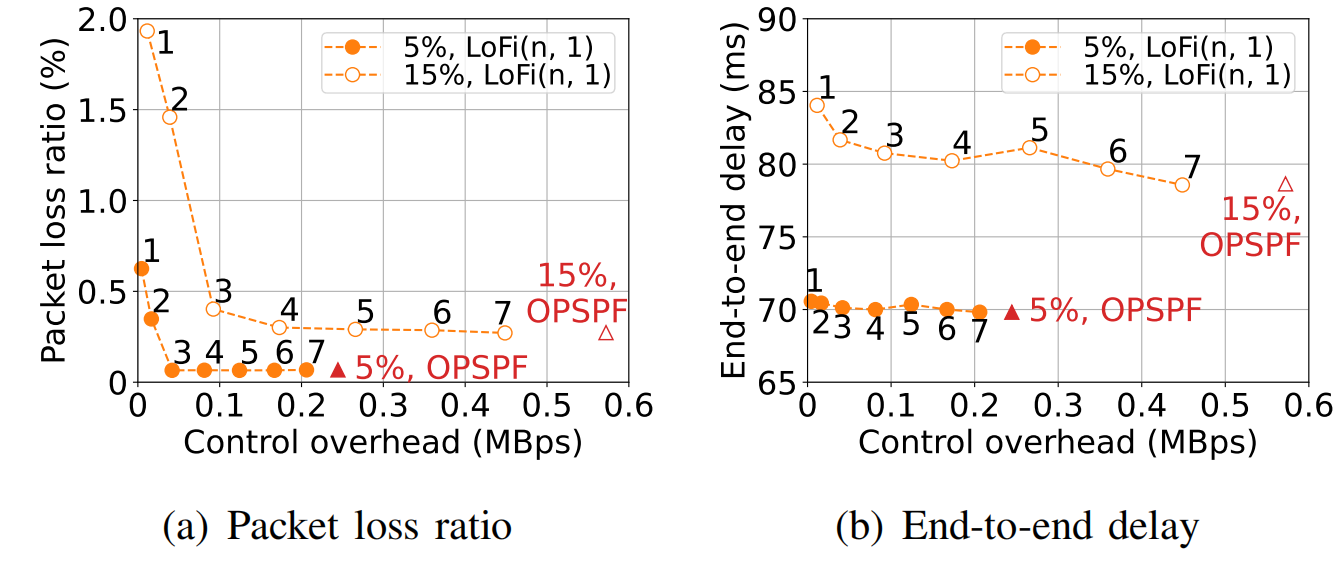 2.0
1.5
1.0
0.5
0
Packet loss ratio (%)
5%, LoFi(n, 1)
15%, LoFi(n, 1)
1
2
3
4
5
6
7
1
2
3
4
5
6
7
15%,
OPSPF
5%, OPSPF
0 0.1 0.2 0.3 0.4 0.5 0.6
Control overhead (MBps)
(a) Packet loss ratio
90
85
80
75
70
65
End-to-end delay (ms)
5%, LoFi(n, 1)
15%, LoFi(n, 1)
1
2
3
4
5
6
7
15%,
OPSPF
1
2
3
4
5
6
7
5%, OPSPF
0 0.1 0.2 0.3 0.4 0.5 0.6
Control overhead (MBps)
(b) End-to-end delay